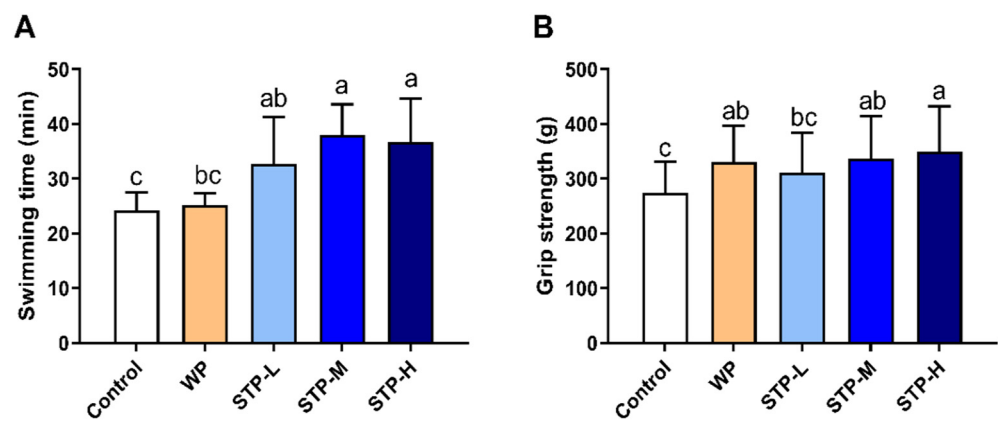 A
Swimming time (min)
50
40
30
20
10
0
c
bc
ab
a
a
Control
WP
STP-L
STP-M
STP-H
B
Grip strength (g)
500
400
300
200
100
0
c
ab
bc
ab
a
Control
WP
STP-L
STP-M
STP-H